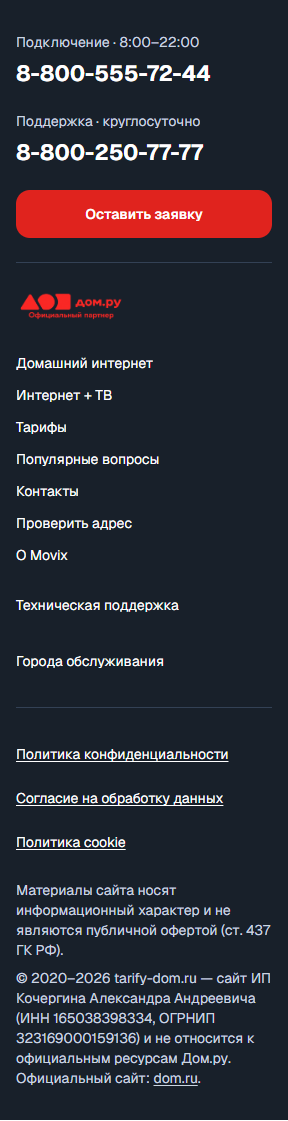 Подключение · 8:00–22:00
8-800-555-72-44
Поддержка · круглосуточно
8-800-250-77-77
Оставить заявку
дом.ру
Официальный партнер
Домашний интернет
Интернет + ТВ
Тарифы
Популярные вопросы
Контакты
Проверить адрес
О Movix
Техническая поддержка
Города обслуживания
Политика конфиденциальности
Согласие на обработку данных
Политика cookie
Материалы сайта носят
информационный характер и не
являются публичной офертой (ст. 437
ГК РФ).
© 2020–2026 tarify-dom.ru — сайт ИП
Кочергина Александра Андреевича
(ИНН 165038398334, ОГРНИП
323169000159136) и не относится к
официальным ресурсам Дом.ру.
Официальный сайт: dom.ru.